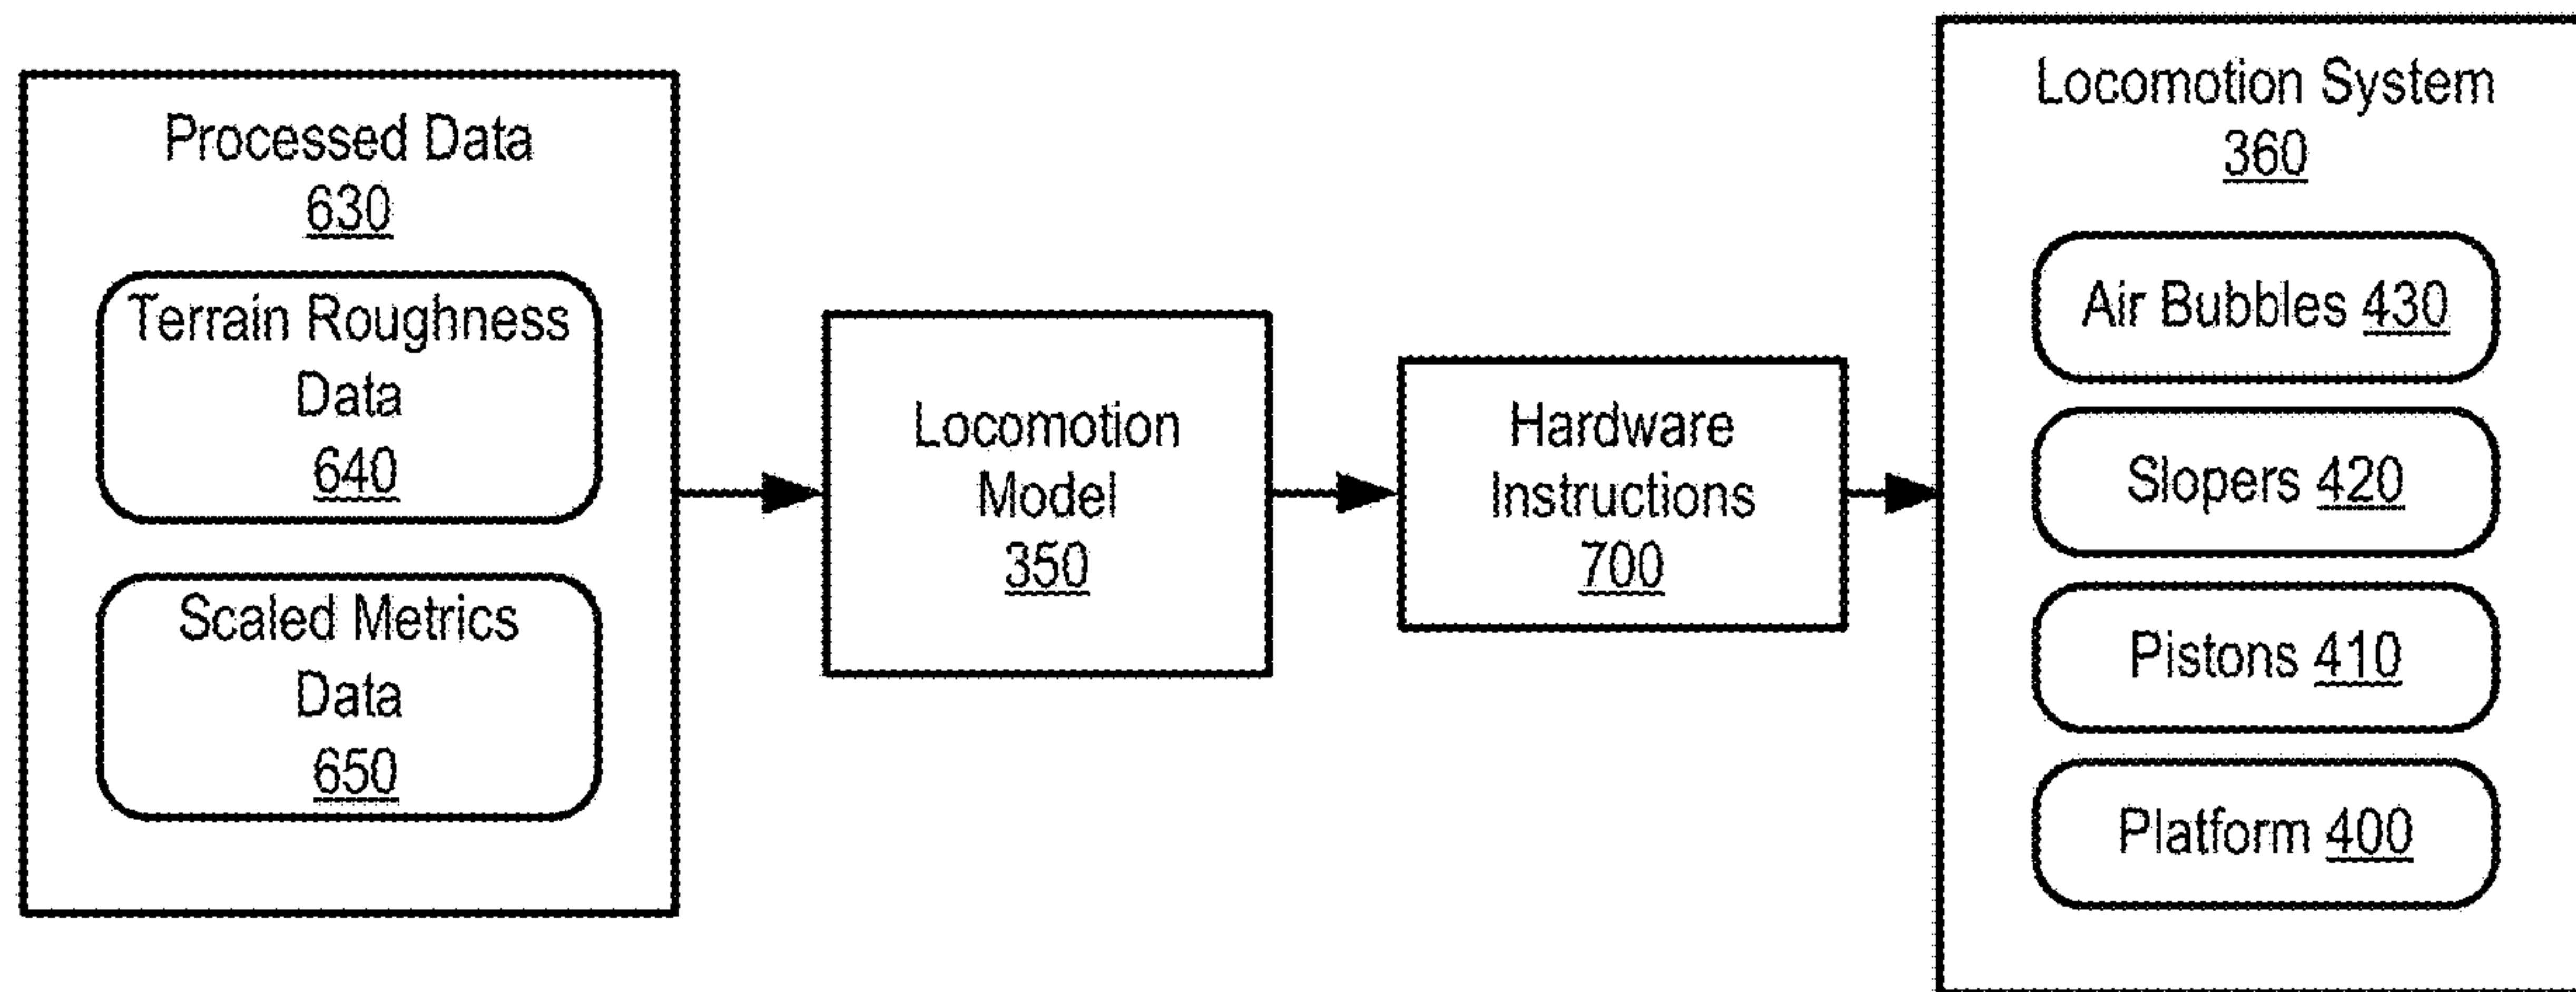 Processed Data
630
Terrain Roughness
Data
640
Scaled Metrics
Data
650
Locomotion
Model
350
Hardware
Instructions
700
Locomotion System
360
Air Bubbles 430
Slopers 420
Pistons 410
Platform 400